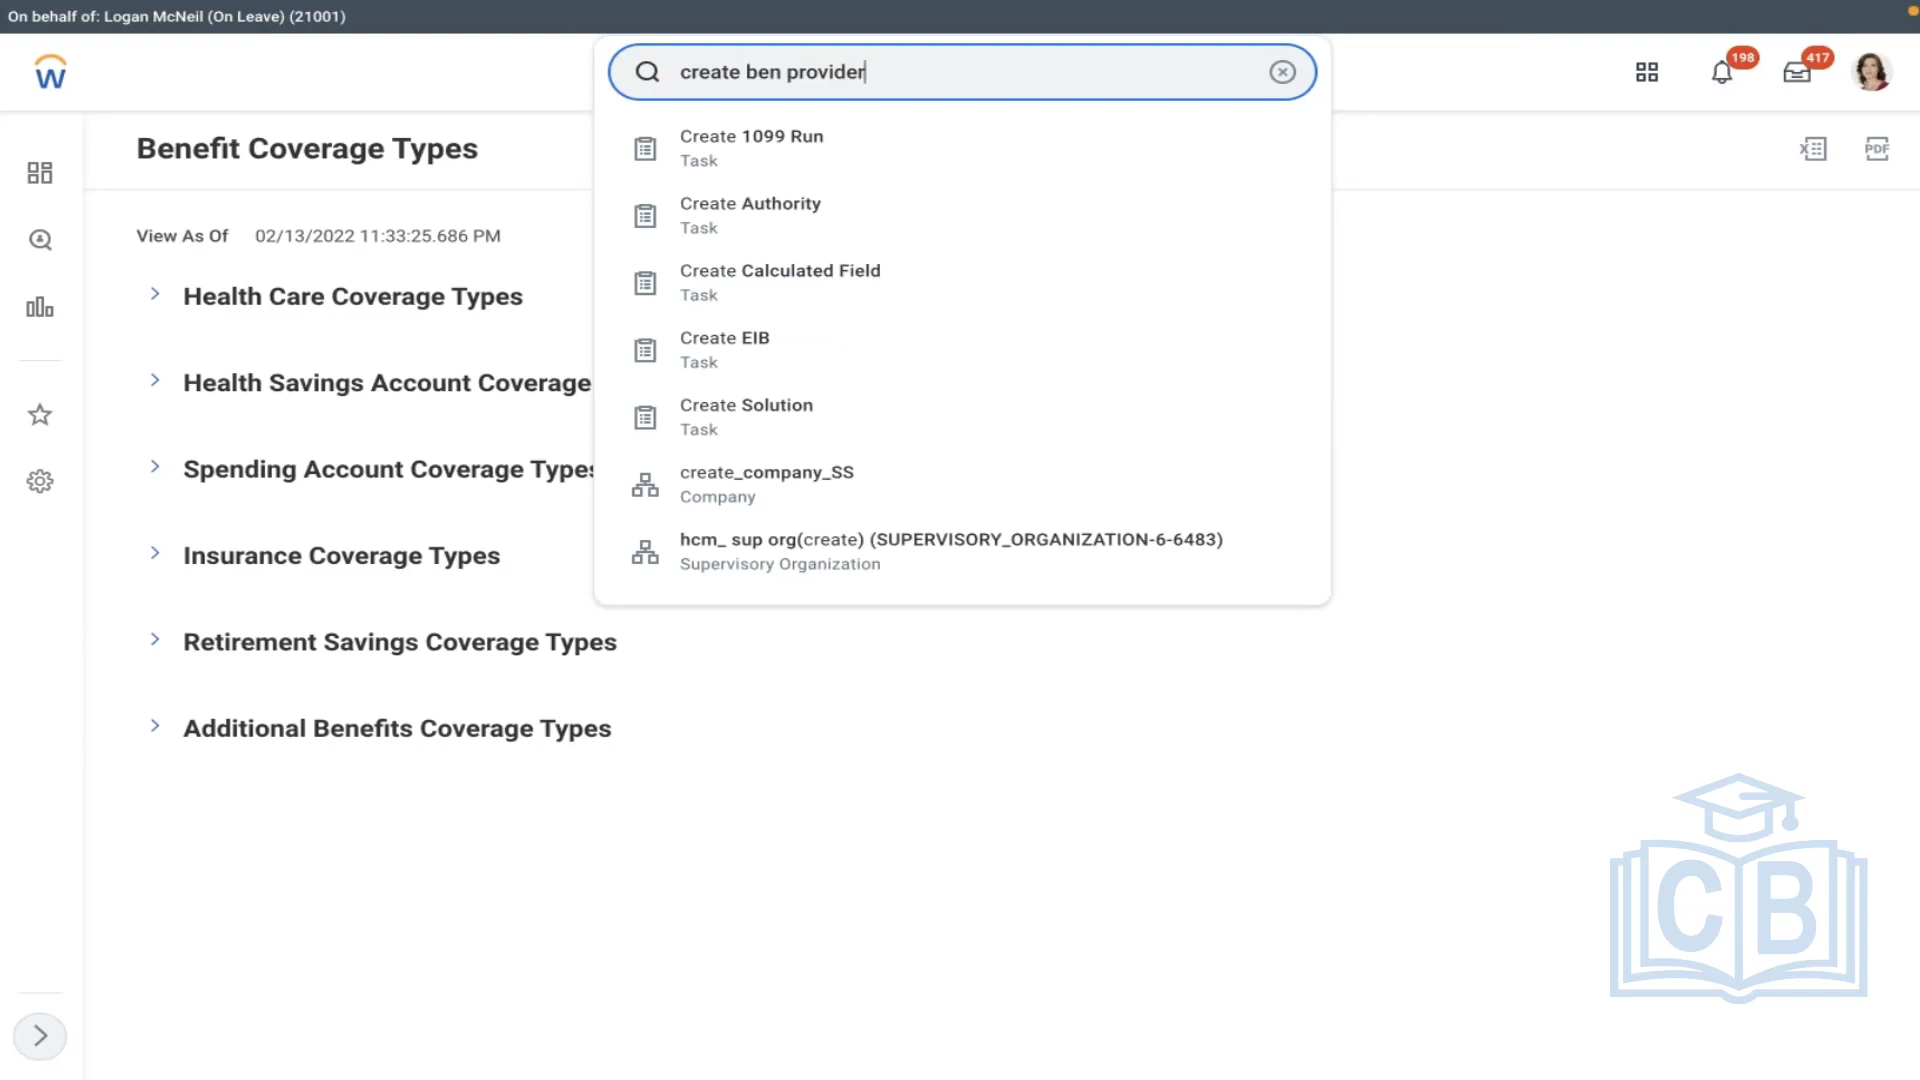 On behalf of: Logan McNeil (On Leave) (21001)
W
create ben provider
198
417
Benefit Coverage Types
X
PDF
View As Of 02/13/2022 11:33:25.686 PM
Health Care Coverage Types
Health Savings Account Coverage
Spending Account Coverage Types
Insurance Coverage Types
Retirement Savings Coverage Types
Additional Benefits Coverage Types
Create 1099 Run
Task
Create Authority
Task
Create Calculated Field
Task
Create EIB
Task
Create Solution
Task
create_company_SS
Company
hcm_ sup org(create) (SUPERVISORY_ORGANIZATION-6-6483)
Supervisory Organization
CB